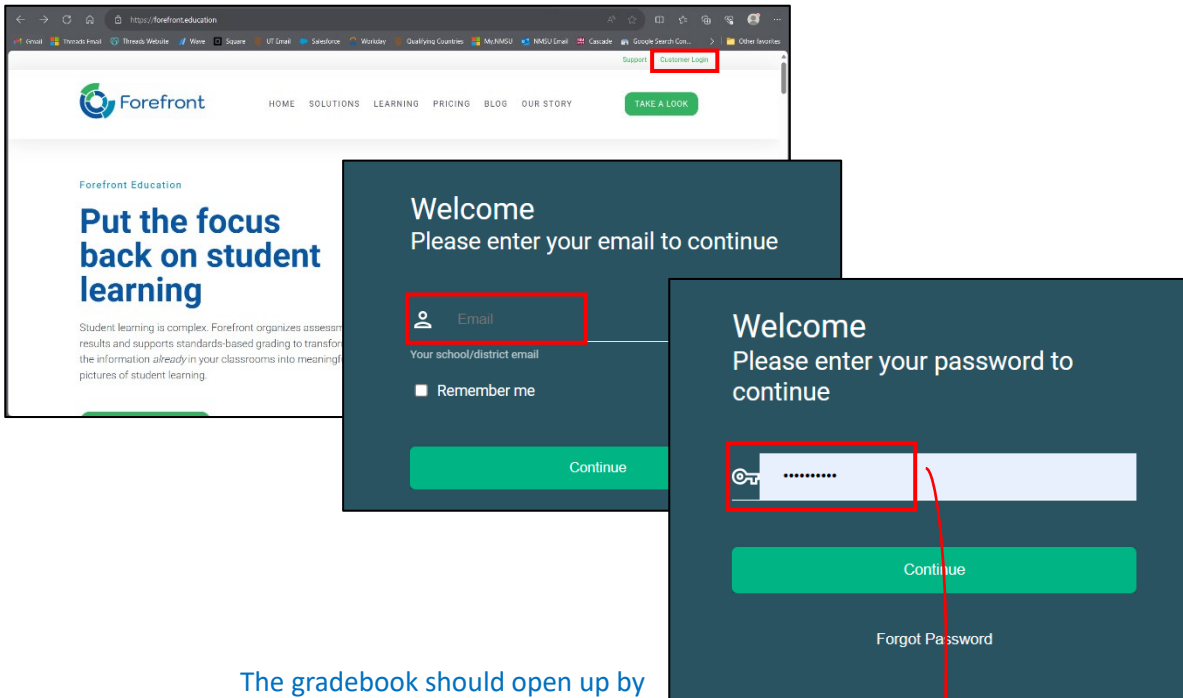 https://forefront.education
Gmail Threads Email Threads Website Wave Square UT Email Salesforce Workday Qualifying Countries My.NMSU NMSU Email Cascade Google Search Con... Other favorites
Support Customer Login
Forefront HOME SOLUTIONS LEARNING PRICING BLOG OUR STORY TAKE A LOOK
Forefront Education
Put the focus
back on student
learning
Student learning is complex. Forefront organizes assessm
results and supports standards-based grading to transfor
the information already in your classrooms into meaningf
pictures of student learning.
Welcome
Please enter your email to continue
Email
Your school/district email
Remember me
Continue
Welcome
Please enter your password to
continue
••••••••••
Continue
Forgot Password
The gradebook should open up by